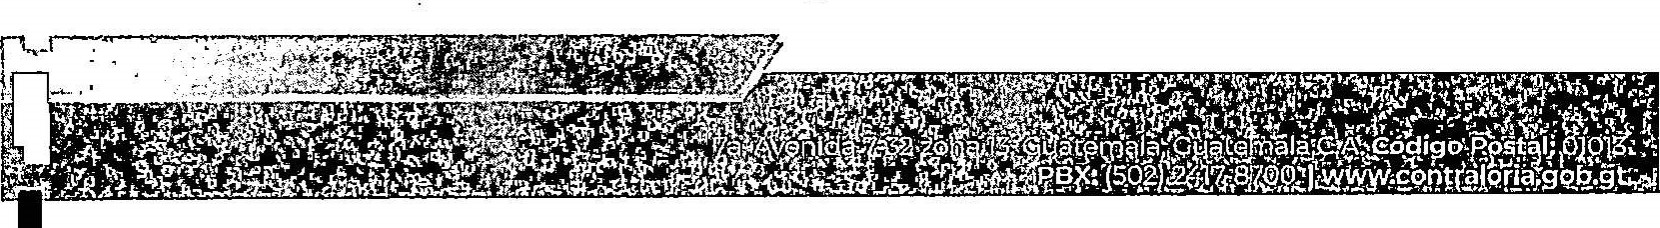 7a. Avenida 7-32 zona 13, Guatemala, Guatemala C.A. Código Postal: 01013
PBX: (502) 2417-8700 | www.contraloria.gob.gt